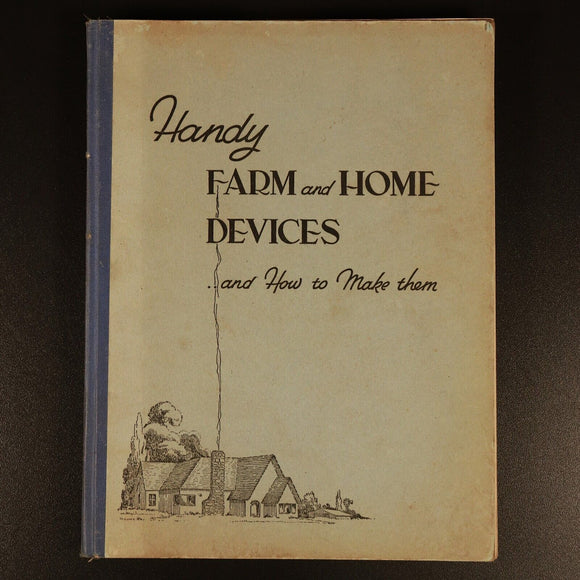 Handy
FARM and HOME
DEVICES
..and How to Make them